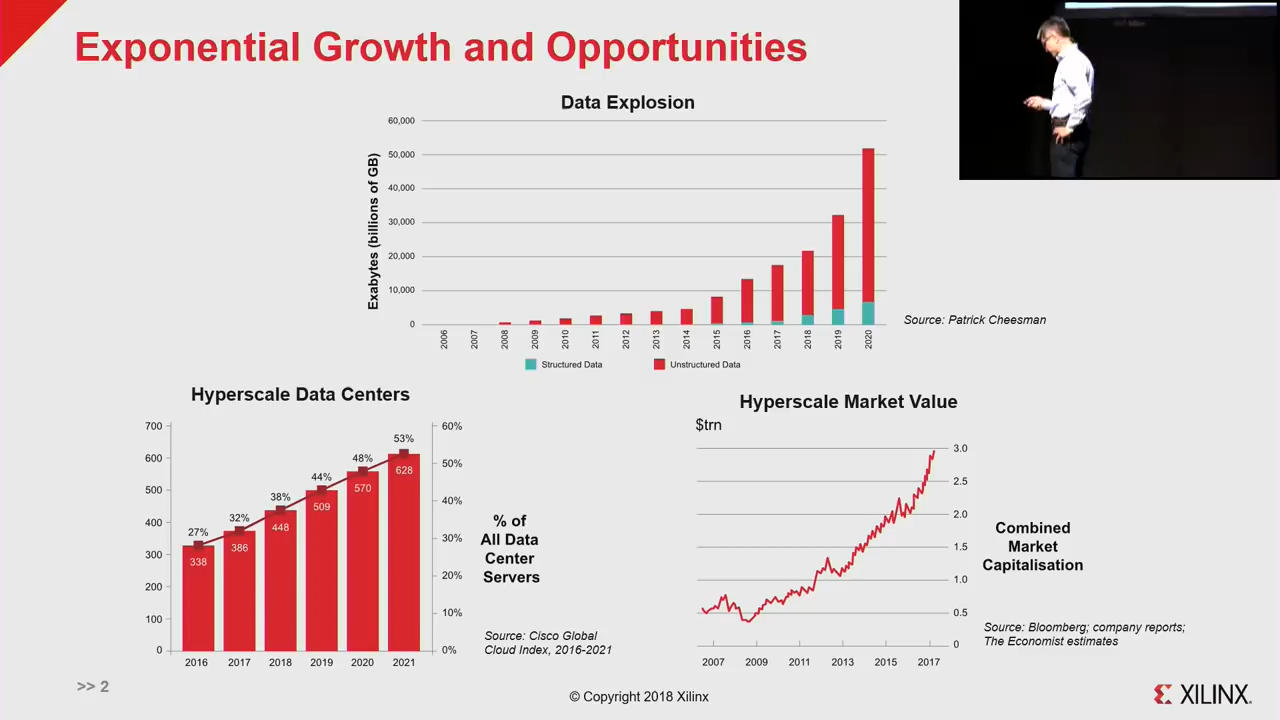 Exponential Growth and Opportunities
Data Explosion
Exabytes (billions of GB)
60,000
50,000
40,000
30,000
20,000
10,000
0
2006 2007 2008 2009 2010 2011 2012 2013 2014 2015 2016 2017 2018 2019 2020
Structured Data Unstructured Data
Source: Patrick Cheesman
Hyperscale Data Centers
700
600
500
400
300
200
100
0
27% 32% 38% 44% 48% 53%
338 386 448 509 570 628
60%
50%
40%
30%
20%
10%
0%
2016 2017 2018 2019 2020 2021
% of
All Data
Center
Servers
Source: Cisco Global
Cloud Index, 2016-2021
Hyperscale Market Value
$trn
3.0
2.5
2.0
1.5
1.0
0.5
0
2007 2009 2011 2013 2015 2017
Combined
Market
Capitalisation
Source: Bloomberg; company reports;
The Economist estimates
>> 2
© Copyright 2018 Xilinx
XILINX.